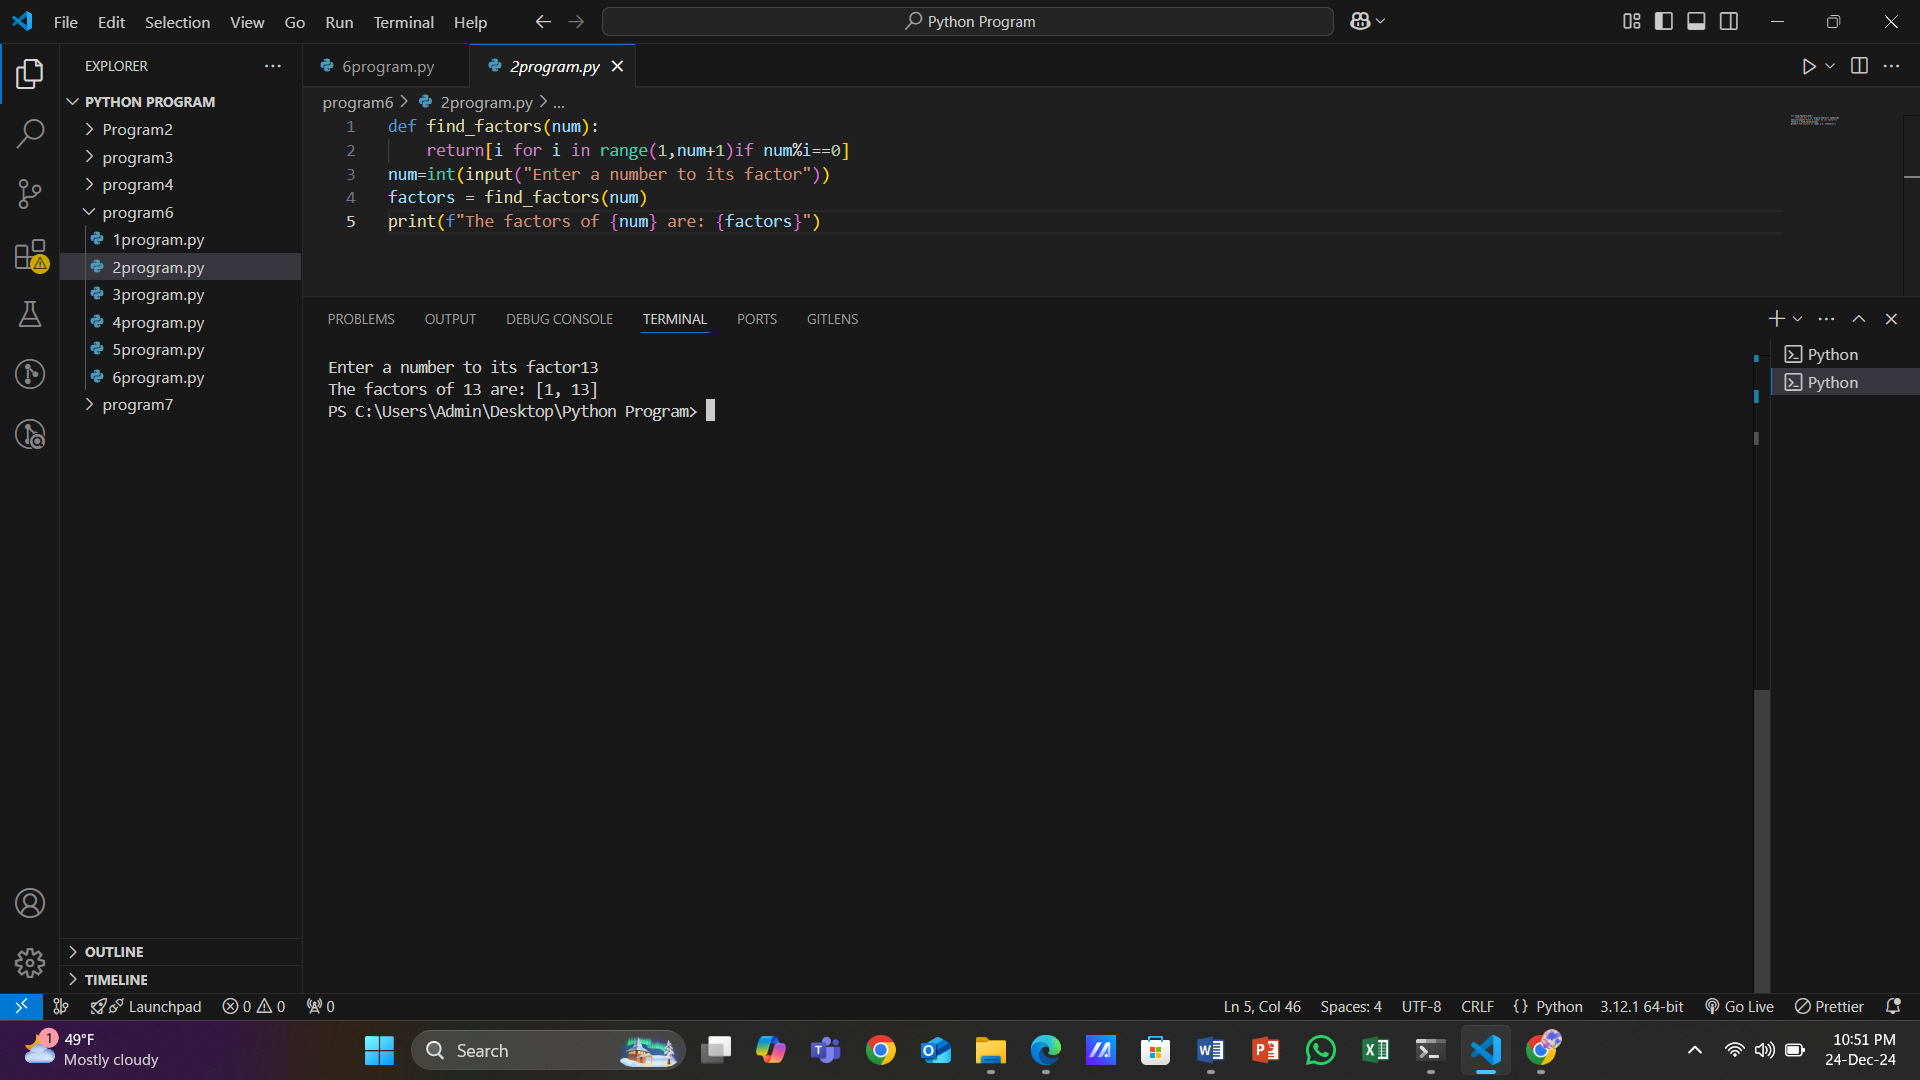 File Edit Selection View Go Run Terminal Help
Python Program
EXPLORER
PYTHON PROGRAM
Program2
program3
program4
program6
1program.py
2program.py
3program.py
4program.py
5program.py
6program.py
program7
OUTLINE
TIMELINE
6program.py 2program.py
program6 > 2program.py > ...
1 def find_factors(num):
2 return[i for i in range(1,num+1)if num%i==0]
3 num=int(input("Enter a number to its factor"))
4 factors = find_factors(num)
5 print(f"The factors of {num} are: {factors}")
PROBLEMS OUTPUT DEBUG CONSOLE TERMINAL PORTS GITLENS
Enter a number to its factor13
The factors of 13 are: [1, 13]
PS C:\Users\Admin\Desktop\Python Program>
Python
Python
Launchpad 0 0 0
Ln 5, Col 46 Spaces: 4 UTF-8 CRLF {} Python 3.12.1 64-bit Go Live Prettier
1
49°F
Mostly cloudy
Search
10:51 PM
24-Dec-24